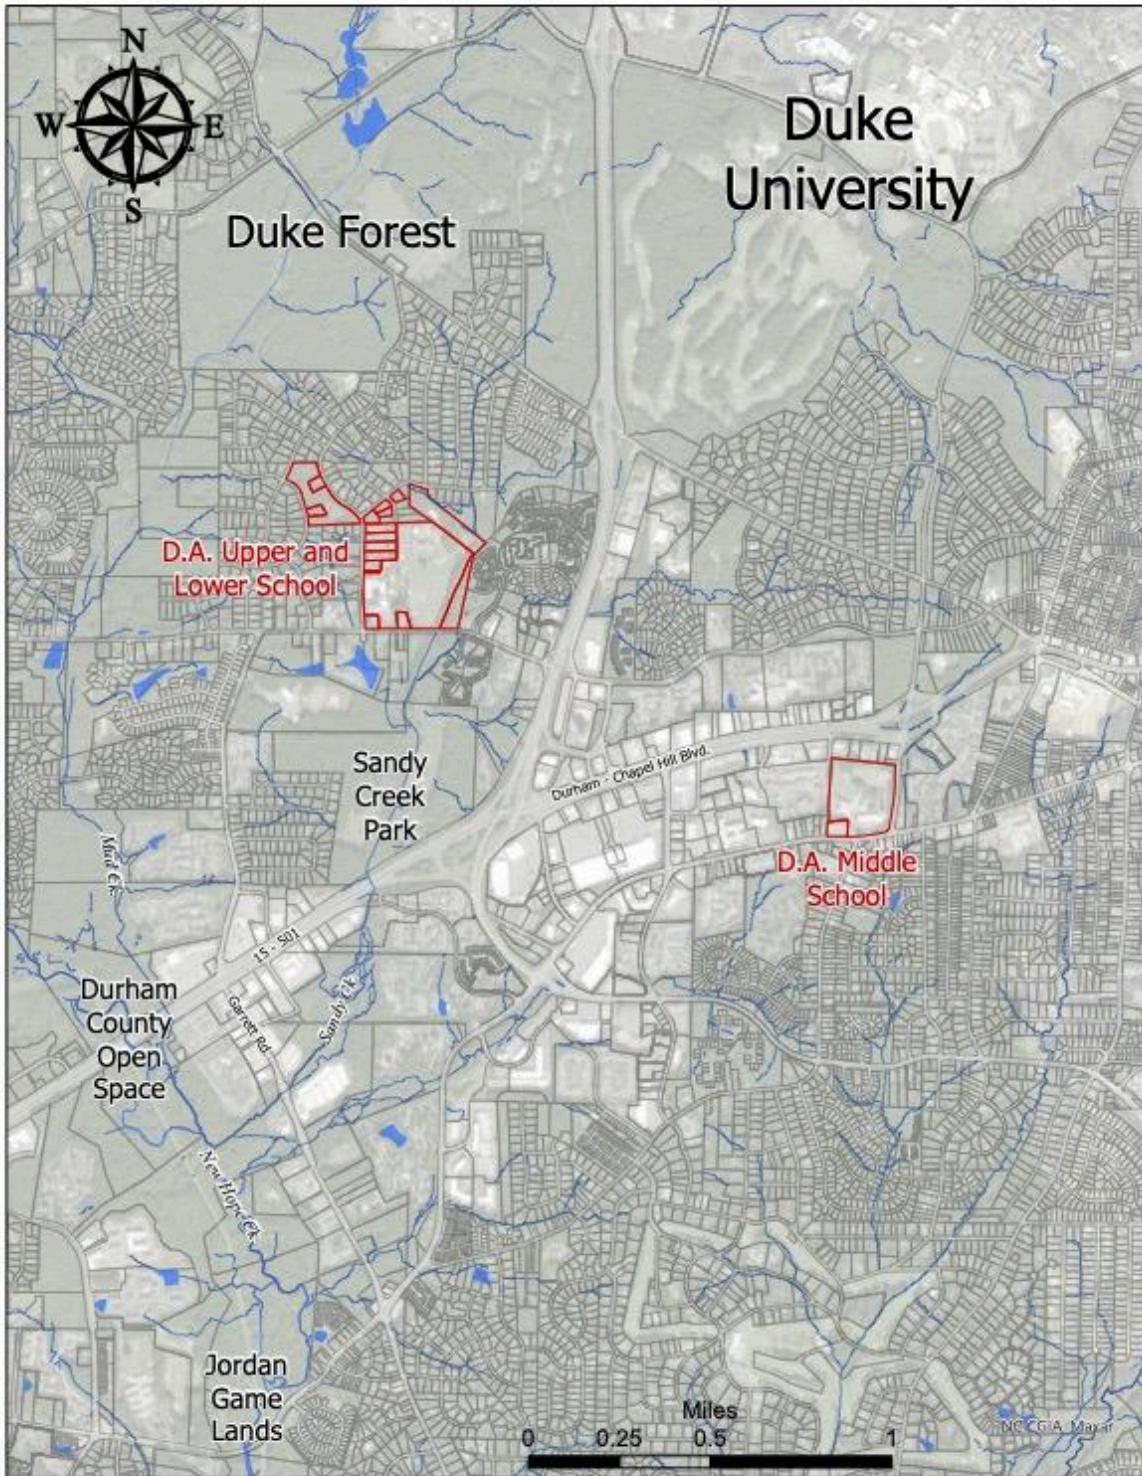 N
W
E
S
Duke
University
Duke Forest
D.A. Upper and
Lower School
Sandy
Creek
Park
Durham - Chapel Hill Blvd.
D.A. Middle
School
Mud Ck.
15 - 501
Durham
County
Open
Space
Garrett Rd
Sandy Ck.
New Hope Ck.
Jordan
Game
Lands
Miles
0
0.25
0.5
1
NC CGIA, Maxar